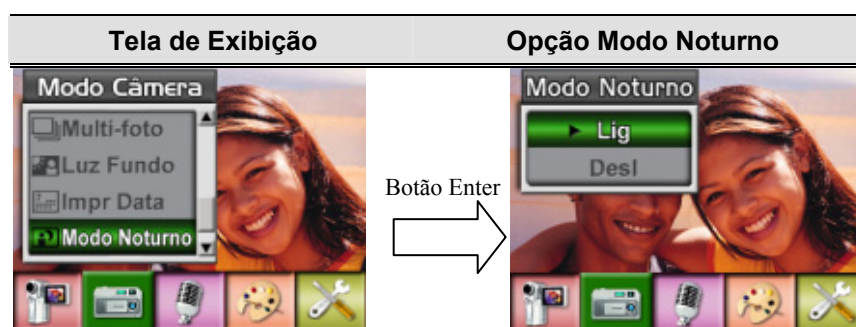 Tela de Exibição
Opção Modo Noturno
Modo Câmera
Multi-foto
Luz Fundo
Impr Data
Modo Noturno
Botão Enter
Modo Noturno
Lig
Desl